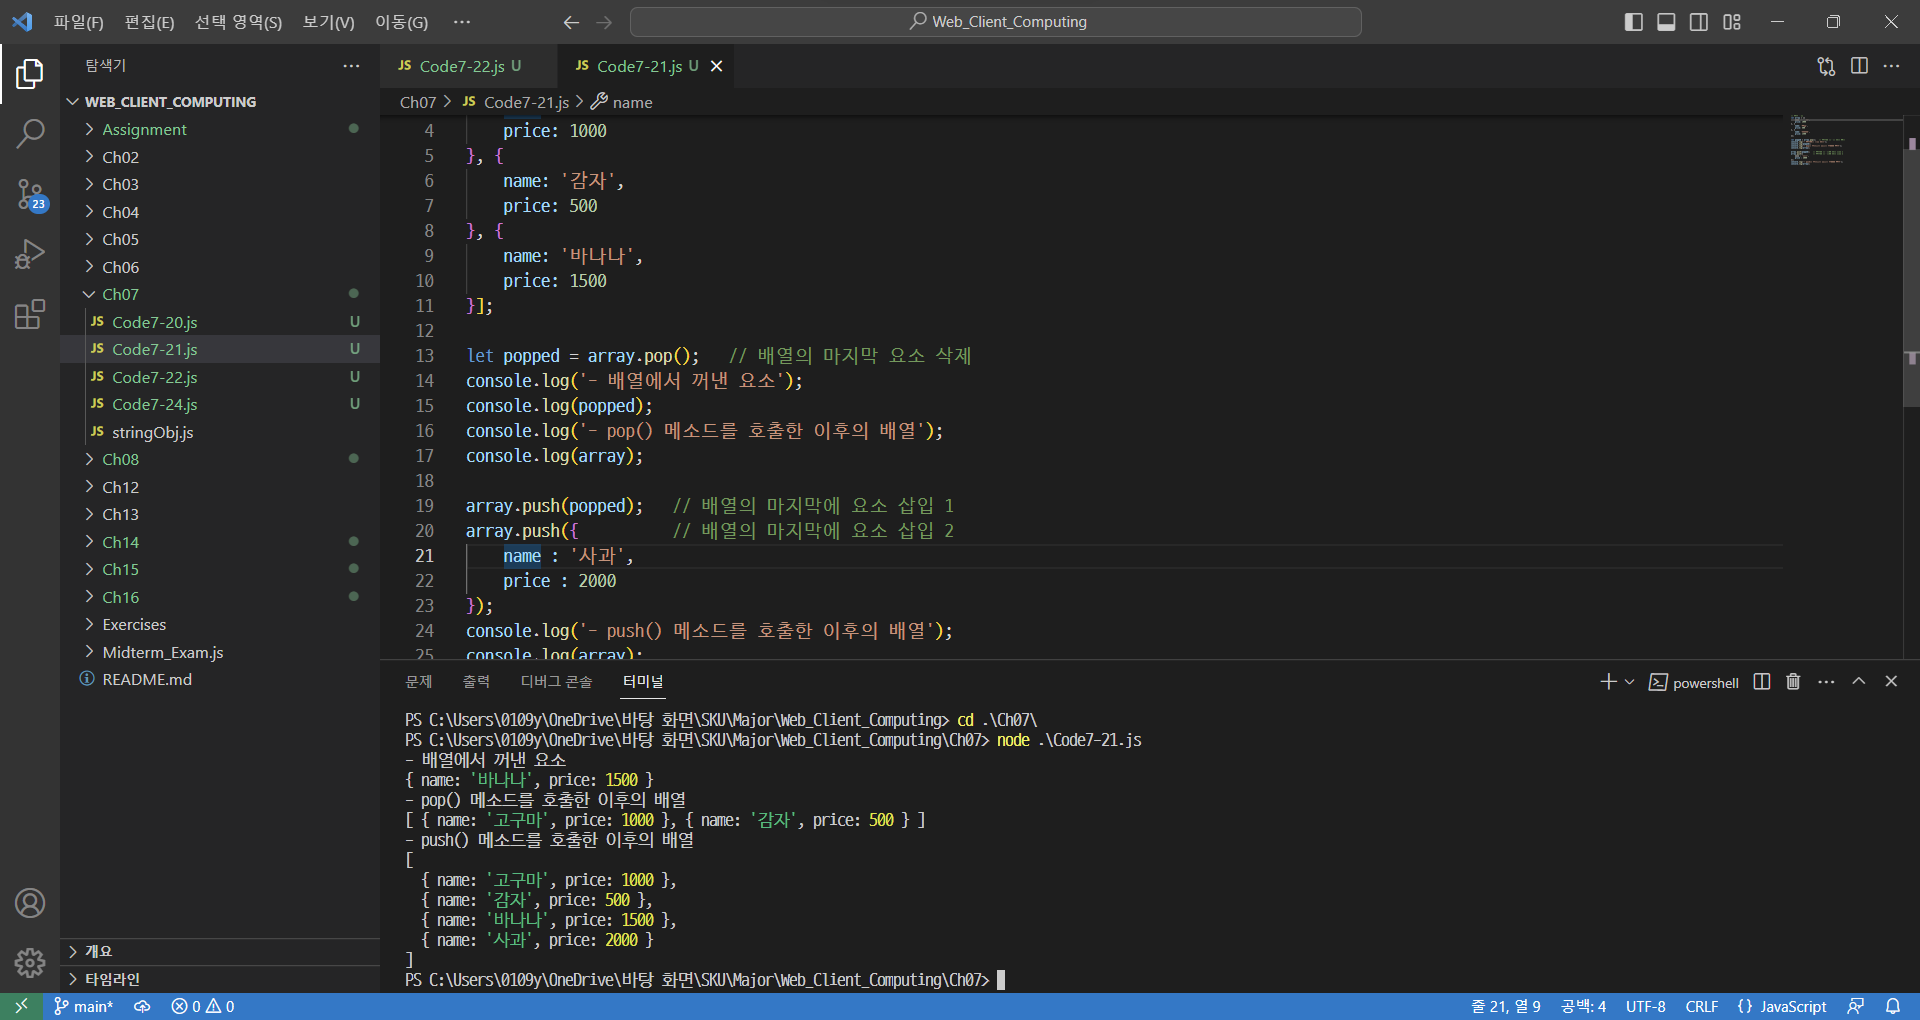 파일(F) 편집(E) 선택 영역(S) 보기(V) 이동(G) ··· Web_Client_Computing
탐색기 ···
WEB_CLIENT_COMPUTING
Assignment
Ch02
Ch03
Ch04
Ch05
Ch06
Ch07
JS Code7-20.js U
JS Code7-21.js U
JS Code7-22.js U
JS Code7-24.js U
JS stringObj.js
Ch08
Ch12
Ch13
Ch14
Ch15
Ch16
Exercises
Midterm_Exam.js
README.md
개요
타임라인
23
JS Code7-22.js U JS Code7-21.js U
Ch07 > JS Code7-21.js > name
4 price: 1000
5 }, {
6 name: '감자',
7 price: 500
8 }, {
9 name: '바나나',
10 price: 1500
11 }];
12
13 let popped = array.pop(); // 배열의 마지막 요소 삭제
14 console.log('- 배열에서 꺼낸 요소');
15 console.log(popped);
16 console.log('- pop() 메소드를 호출한 이후의 배열');
17 console.log(array);
18
19 array.push(popped); // 배열의 마지막에 요소 삽입 1
20 array.push({ // 배열의 마지막에 요소 삽입 2
21 name : '사과',
22 price : 2000
23 });
24 console.log('- push() 메소드를 호출한 이후의 배열');
25 console.log(array);
문제 출력 디버그 콘솔 터미널 powershell ···
PS C:\Users\0109y\OneDrive\바탕 화면\SKU\Major\Web_Client_Computing> cd .\Ch07\
PS C:\Users\0109y\OneDrive\바탕 화면\SKU\Major\Web_Client_Computing\Ch07> node .\Code7-21.js
- 배열에서 꺼낸 요소
{ name: '바나나', price: 1500 }
- pop() 메소드를 호출한 이후의 배열
[ { name: '고구마', price: 1000 }, { name: '감자', price: 500 } ]
- push() 메소드를 호출한 이후의 배열
[
{ name: '고구마', price: 1000 },
{ name: '감자', price: 500 },
{ name: '바나나', price: 1500 },
{ name: '사과', price: 2000 }
]
PS C:\Users\0109y\OneDrive\바탕 화면\SKU\Major\Web_Client_Computing\Ch07>
main* 0 0 줄 21, 열 9 공백: 4 UTF-8 CRLF {} JavaScript